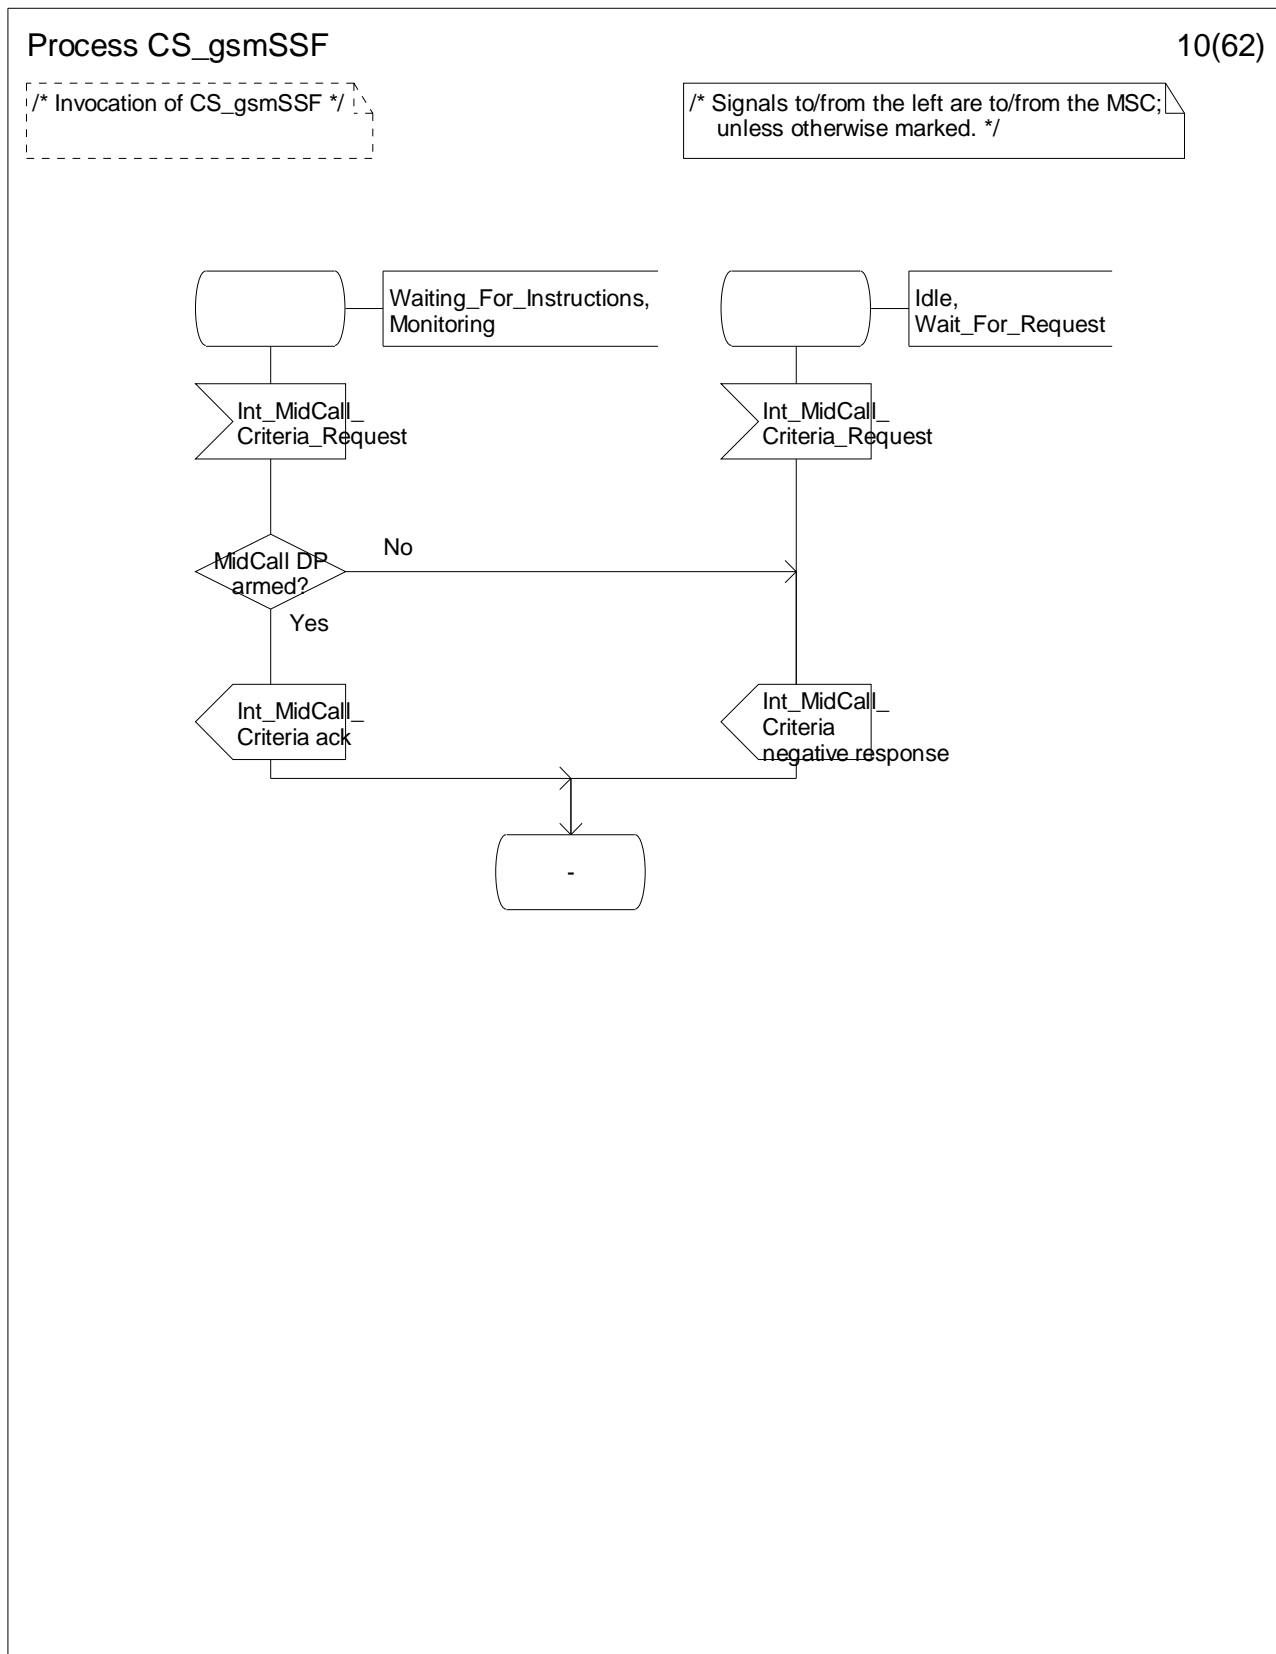 Process CS_gsmSSF
10(62)
/* Invocation of CS_gsmSSF */
/* Signals to/from the left are to/from the MSC;
unless otherwise marked. */
Waiting_For_Instructions,
Monitoring
Idle,
Wait_For_Request
Int_MidCall_
Criteria_Request
Int_MidCall_
Criteria_Request
MidCall DP
armed?
No
Yes
Int_MidCall_
Criteria ack
Int_MidCall_
Criteria
negative response
-